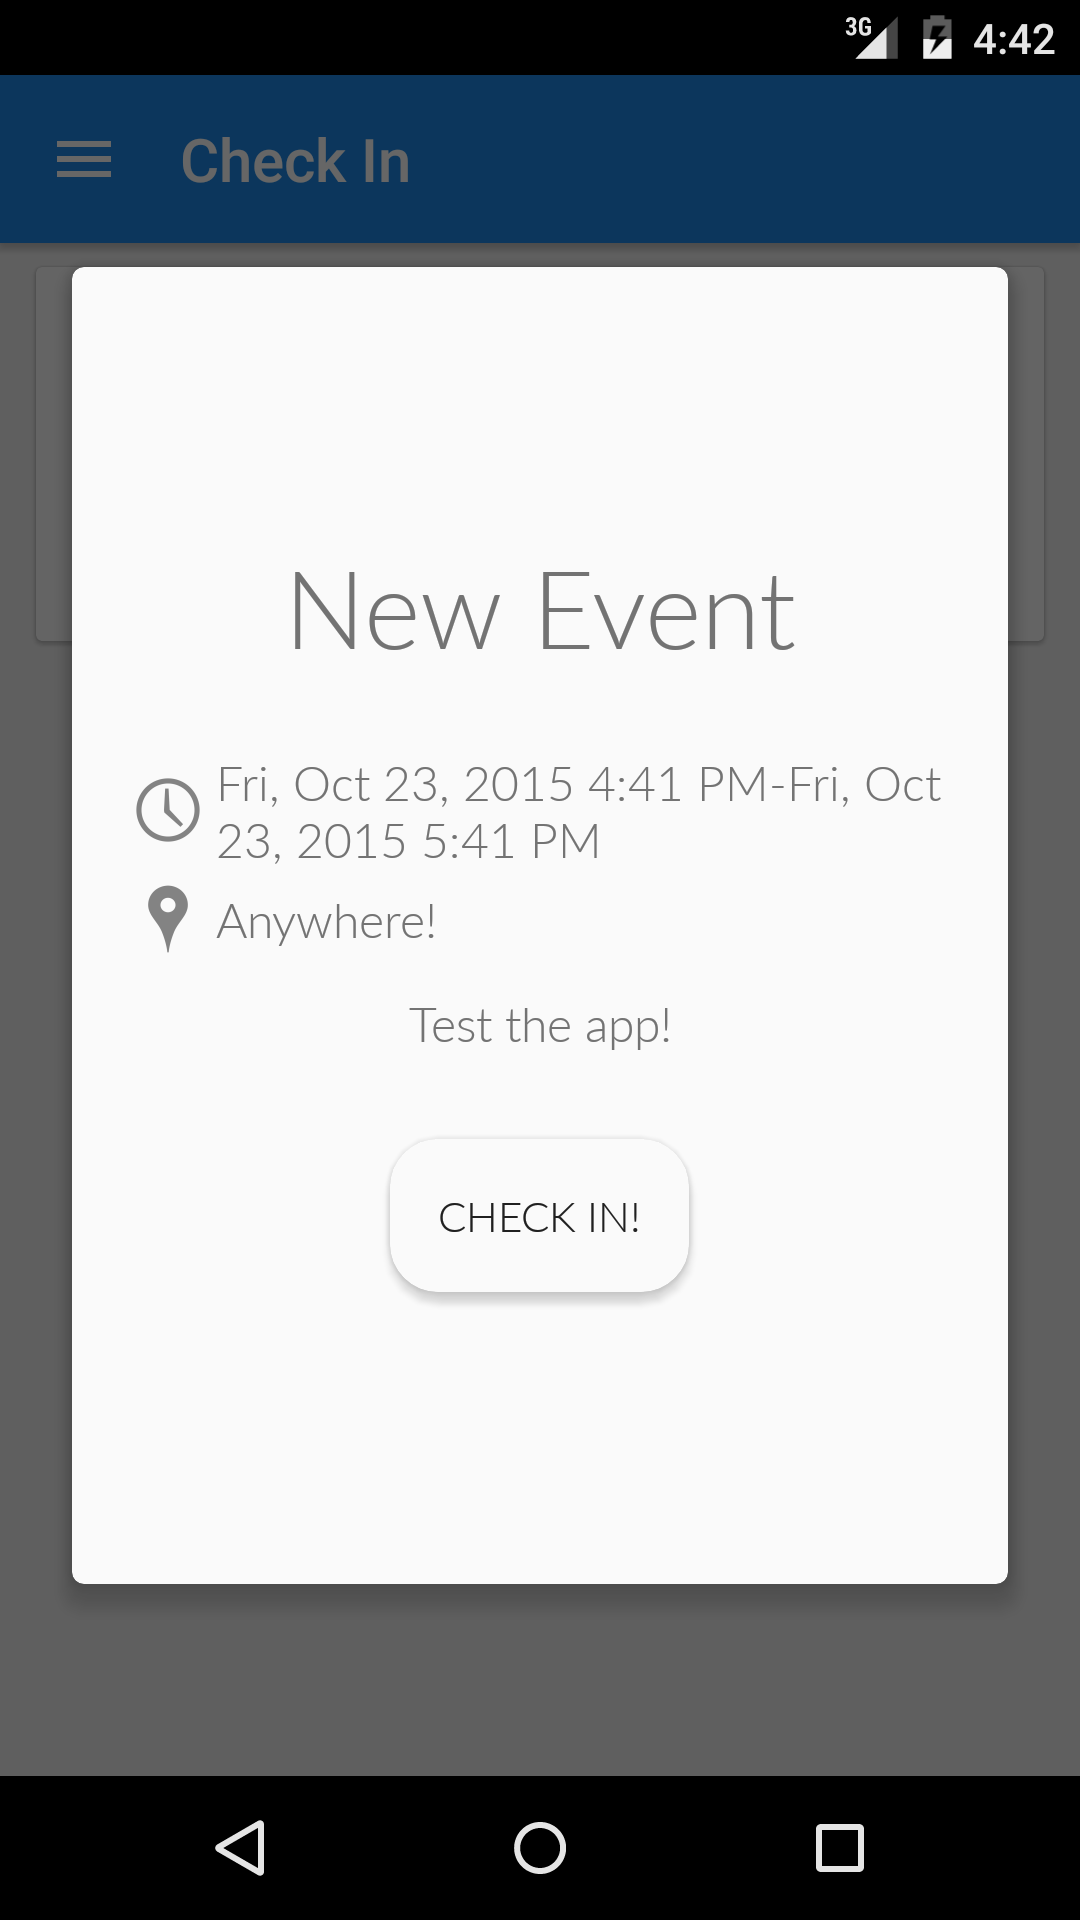 3G 4:42
Check In
New Event
Fri, Oct 23, 2015 4:41 PM-Fri, Oct
23, 2015 5:41 PM
Anywhere!
Test the app!
CHECK IN!